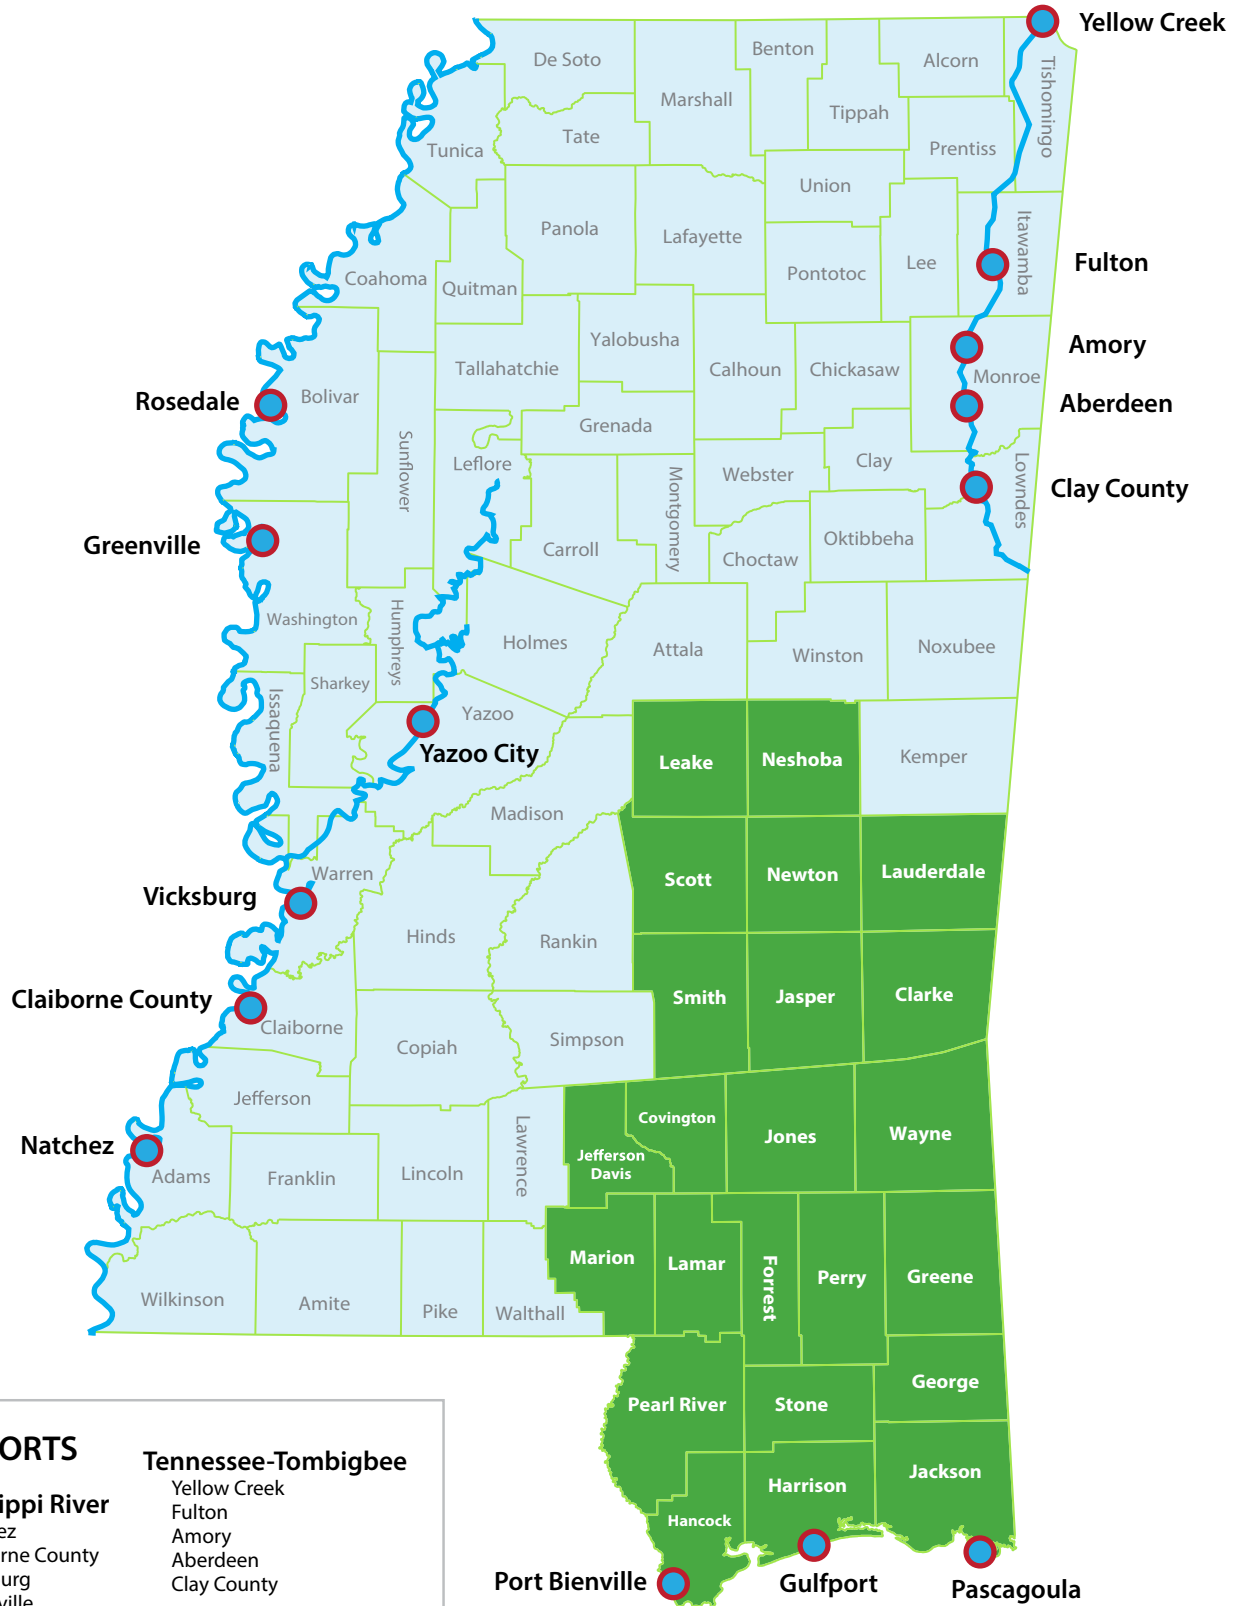 Yellow Creek
De Soto
Benton
Alcorn
Tishomingo
Marshall
Tippah
Tate
Tunica
Prentiss
Union
Panola
Lafayette
Itawamba
Coahoma
Quitman
Pontotoc
Lee
Fulton
Yalobusha
Amory
Tallahatchie
Calhoun
Chickasaw
Monroe
Rosedale
Bolivar
Aberdeen
Grenada
Sunflower
Leflore
Clay
Webster
Montgomery
Lowndes
Clay County
Greenville
Carroll
Choctaw
Oktibbeha
Washington
Humphreys
Holmes
Attala
Winston
Noxubee
Sharkey
Issaquena
Yazoo
Yazoo City
Leake
Neshoba
Kemper
Madison
Warren
Scott
Newton
Lauderdale
Vicksburg
Hinds
Rankin
Claiborne County
Smith
Jasper
Clarke
Claiborne
Copiah
Simpson
Jefferson
Covington
Jones
Wayne
Natchez
Adams
Franklin
Lincoln
Lawrence
Jefferson
Davis
Marion
Lamar
Forrest
Perry
Greene
Wilkinson
Amite
Pike
Walthall
George
Pearl River
Stone
Jackson
Harrison
Hancock
Port Bienville
Gulfport
Pascagoula
ORTS
ippi River
ez
rne County
urg
ville
Tennessee-Tombigbee
Yellow Creek
Fulton
Amory
Aberdeen
Clay County